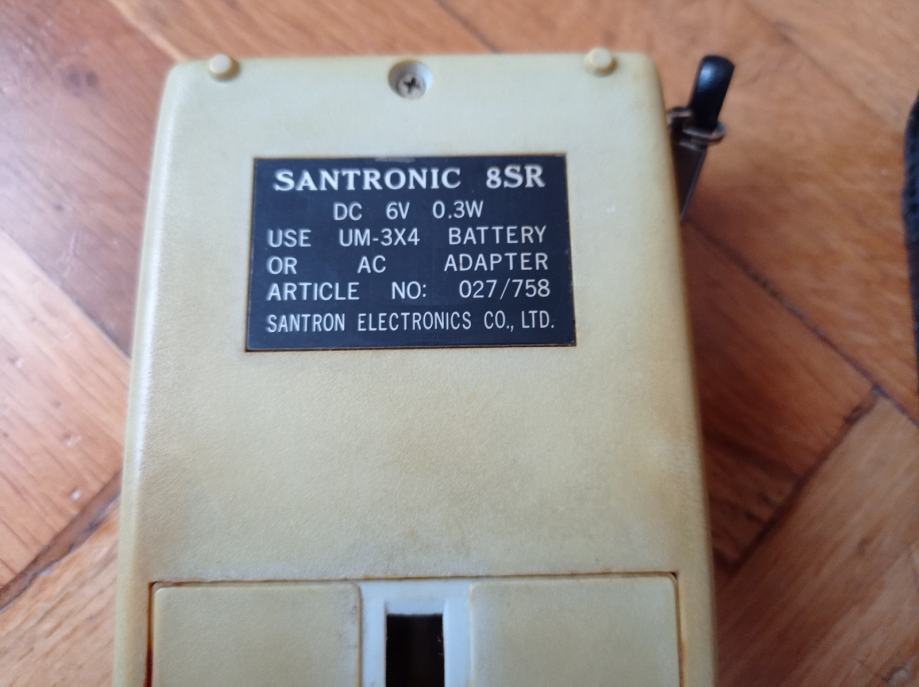 SANTRONIC 8SR
DC 6V 0.3W
USE UM-3X4 BATTERY
OR AC ADAPTER
ARTICLE NO: 027/758
SANTRON ELECTRONICS CO., LTD.